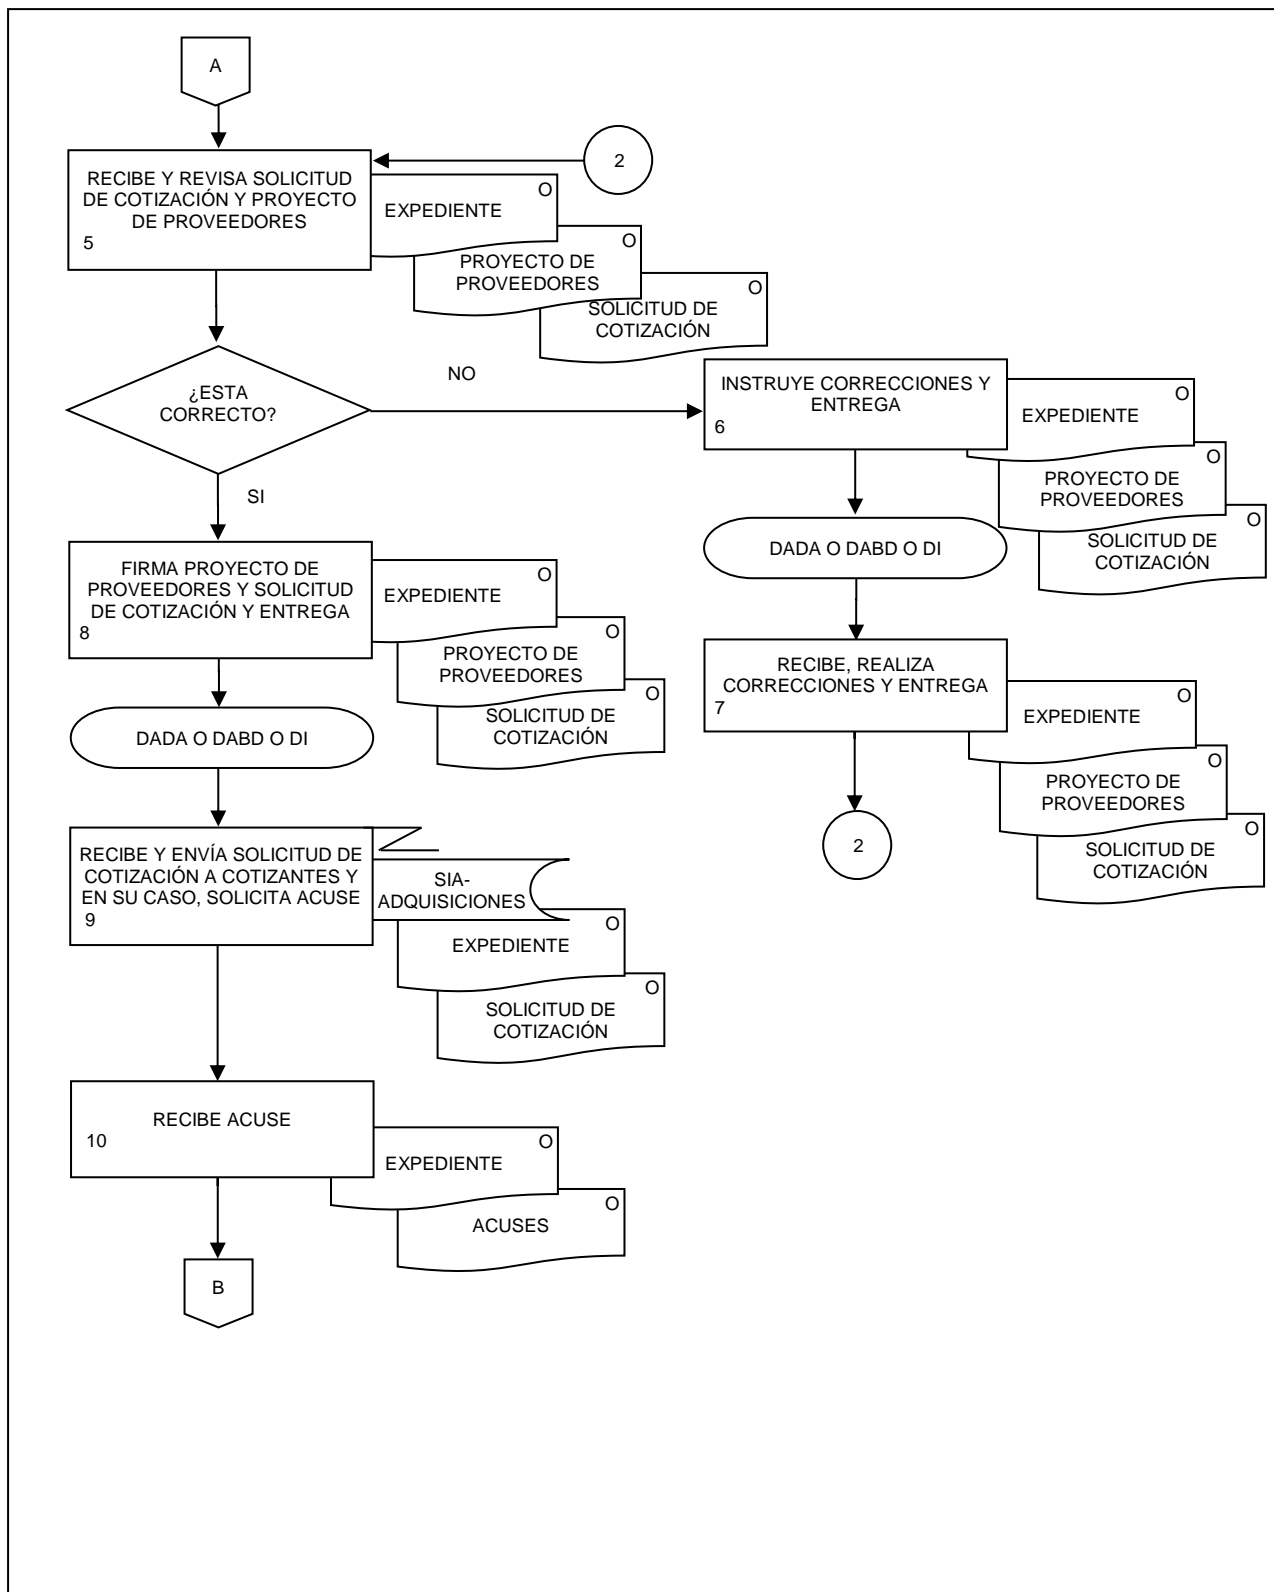 A
2
RECIBE Y REVISA SOLICITUD
DE COTIZACIÓN Y PROYECTO
DE PROVEEDORES
5
O
EXPEDIENTE
O
PROYECTO DE
PROVEEDORES
O
SOLICITUD DE
COTIZACIÓN
¿ESTA
CORRECTO?
NO
SI
INSTRUYE CORRECCIONES Y
ENTREGA
6
O
EXPEDIENTE
O
PROYECTO DE
PROVEEDORES
O
SOLICITUD DE
COTIZACIÓN
DADA O DABD O DI
RECIBE, REALIZA
CORRECCIONES Y ENTREGA
7
O
EXPEDIENTE
O
PROYECTO DE
PROVEEDORES
O
SOLICITUD DE
COTIZACIÓN
2
FIRMA PROYECTO DE
PROVEEDORES Y SOLICITUD
DE COTIZACIÓN Y ENTREGA
8
O
EXPEDIENTE
O
PROYECTO DE
PROVEEDORES
O
SOLICITUD DE
COTIZACIÓN
DADA O DABD O DI
RECIBE Y ENVÍA SOLICITUD DE
COTIZACIÓN A COTIZANTES Y
EN SU CASO, SOLICITA ACUSE
9
SIA-
ADQUISICIONES
O
EXPEDIENTE
O
SOLICITUD DE
COTIZACIÓN
RECIBE ACUSE
10
O
EXPEDIENTE
O
ACUSES
B